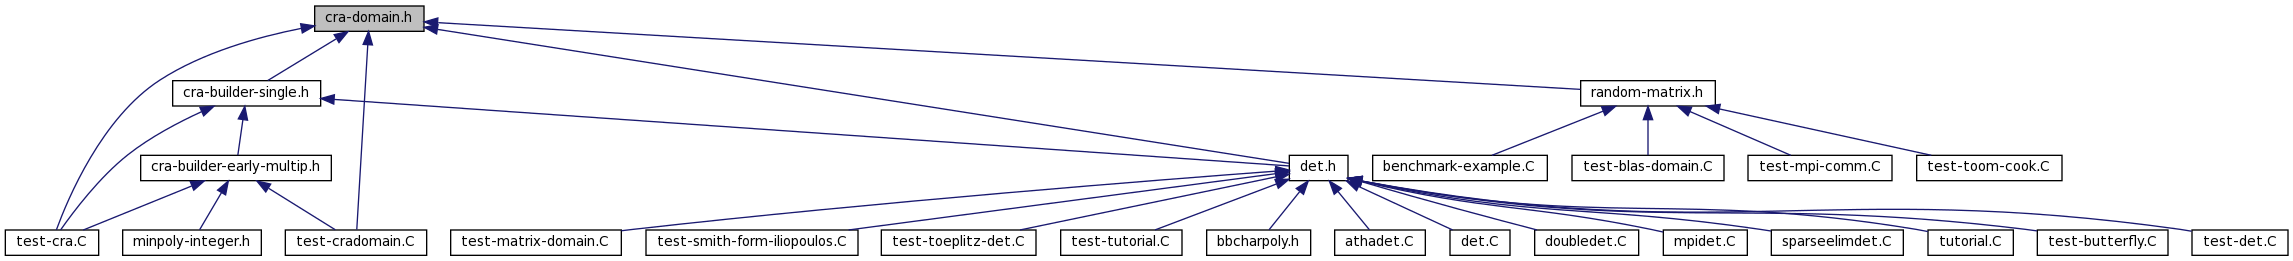 cra-domain.h
cra-builder-single.h
random-matrix.h
cra-builder-early-multip.h
det.h
benchmark-example.C
test-blas-domain.C
test-mpi-comm.C
test-toom-cook.C
test-cra.C
minpoly-integer.h
test-cradomain.C
test-matrix-domain.C
test-smith-form-iliopoulos.C
test-toeplitz-det.C
test-tutorial.C
bbcharpoly.h
athadet.C
det.C
doubledet.C
mpidet.C
sparseelimdet.C
tutorial.C
test-butterfly.C
test-det.C